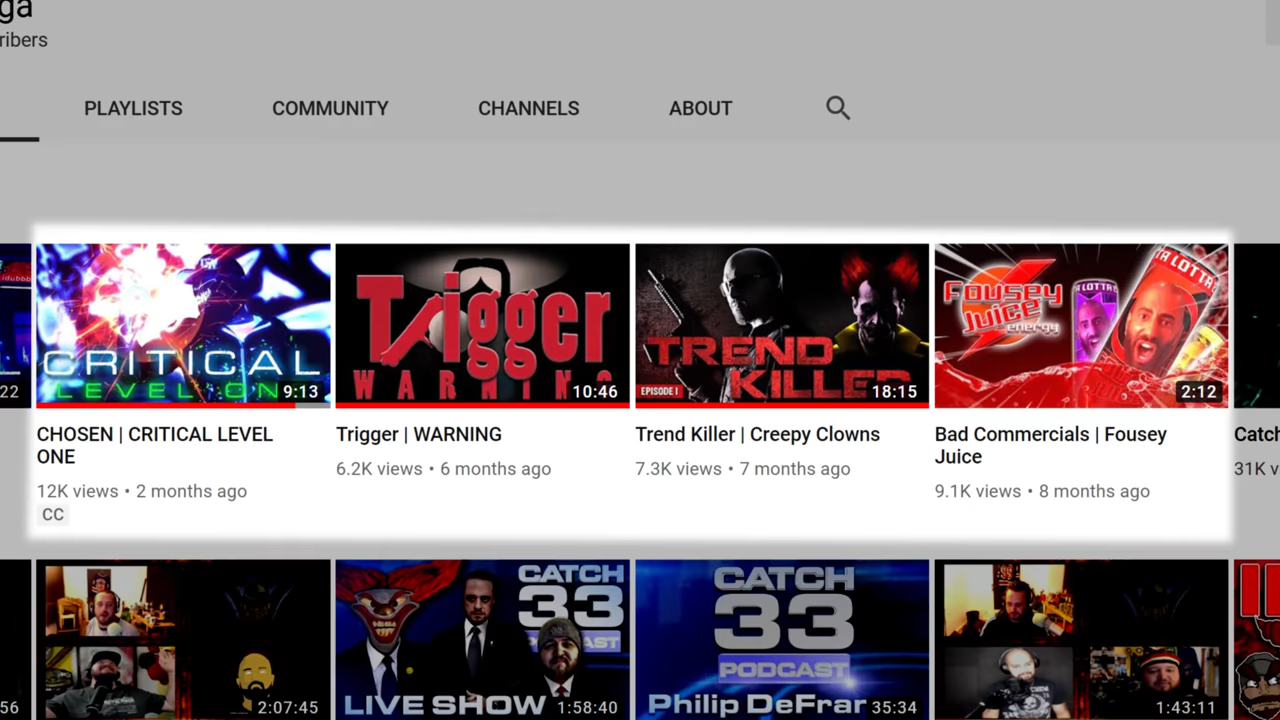 ga
ribers
PLAYLISTS
COMMUNITY
CHANNELS
ABOUT
22
CRITICAL
LEVEL ON
9:13
Trigger
WARNING
10:46
TREND
KILLER
EPISODE I
18:15
Fousey
Juice
energy
A LOTTA
2:12
CHOSEN | CRITICAL LEVEL
ONE
12K views • 2 months ago
CC
Trigger | WARNING
6.2K views • 6 months ago
Trend Killer | Creepy Clowns
7.3K views • 7 months ago
Bad Commercials | Fousey
Juice
9.1K views • 8 months ago
Catch
31K v
56
2:07:45
CATCH
33
LIVE SHOW
1:58:40
CATCH
33
PODCAST
Philip DeFrar
35:34
1:43:11